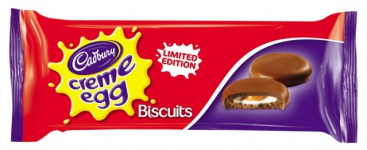 Cadbury
creme
egg
Biscuits
LIMITED
EDITION